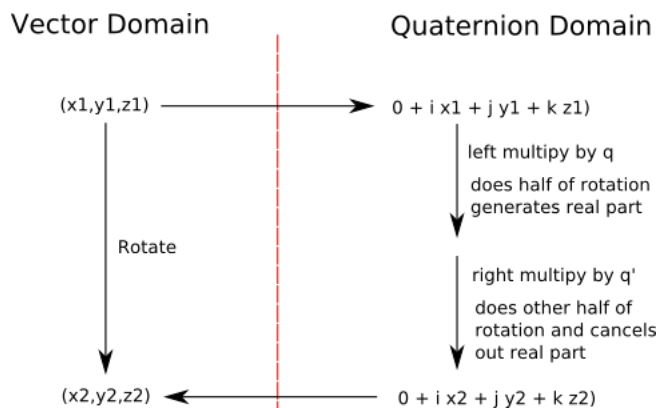 Vector Domain
Quaternion Domain
(x1,y1,z1)
0 + i x1 + j y1 + k z1)
left multipy by q
does half of rotation
generates real part
Rotate
right multipy by q'
does other half of
rotation and cancels
out real part
(x2,y2,z2)
0 + i x2 + j y2 + k z2)